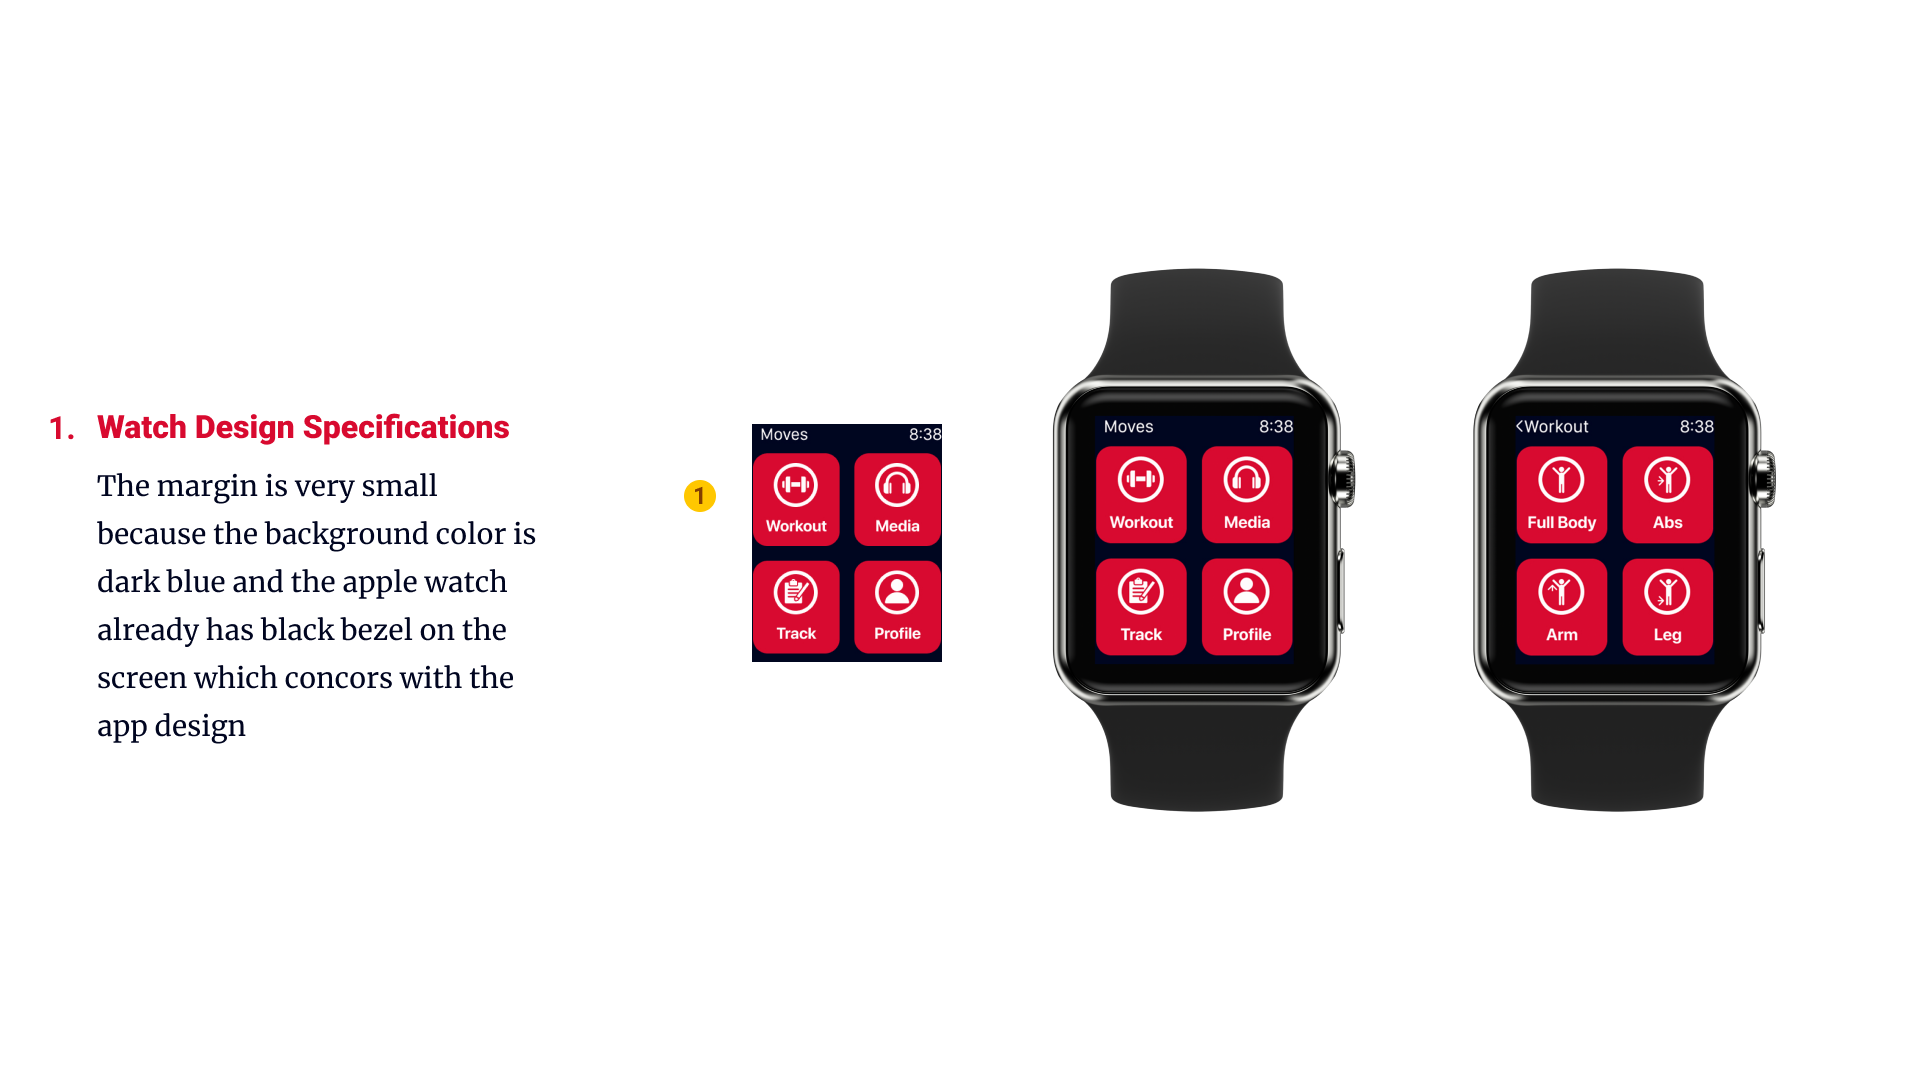 1. Watch Design Specifications
The margin is very small
because the background color is
dark blue and the apple watch
already has black bezel on the
screen which concors with the
app design
1
Moves 8:38
Workout Media
Track Profile
Moves 8:38
Workout Media
Track Profile
<Workout 8:38
Full Body Abs
Arm Leg